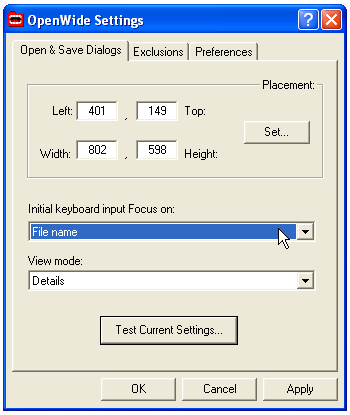 OpenWide Settings
Open & Save Dialogs Exclusions Preferences
Placement:
Left: 401 , 149 Top:
Set...
Width: 802 , 598 Height:
Initial keyboard input Focus on:
File name
View mode:
Details
Test Current Settings...
OK Cancel Apply